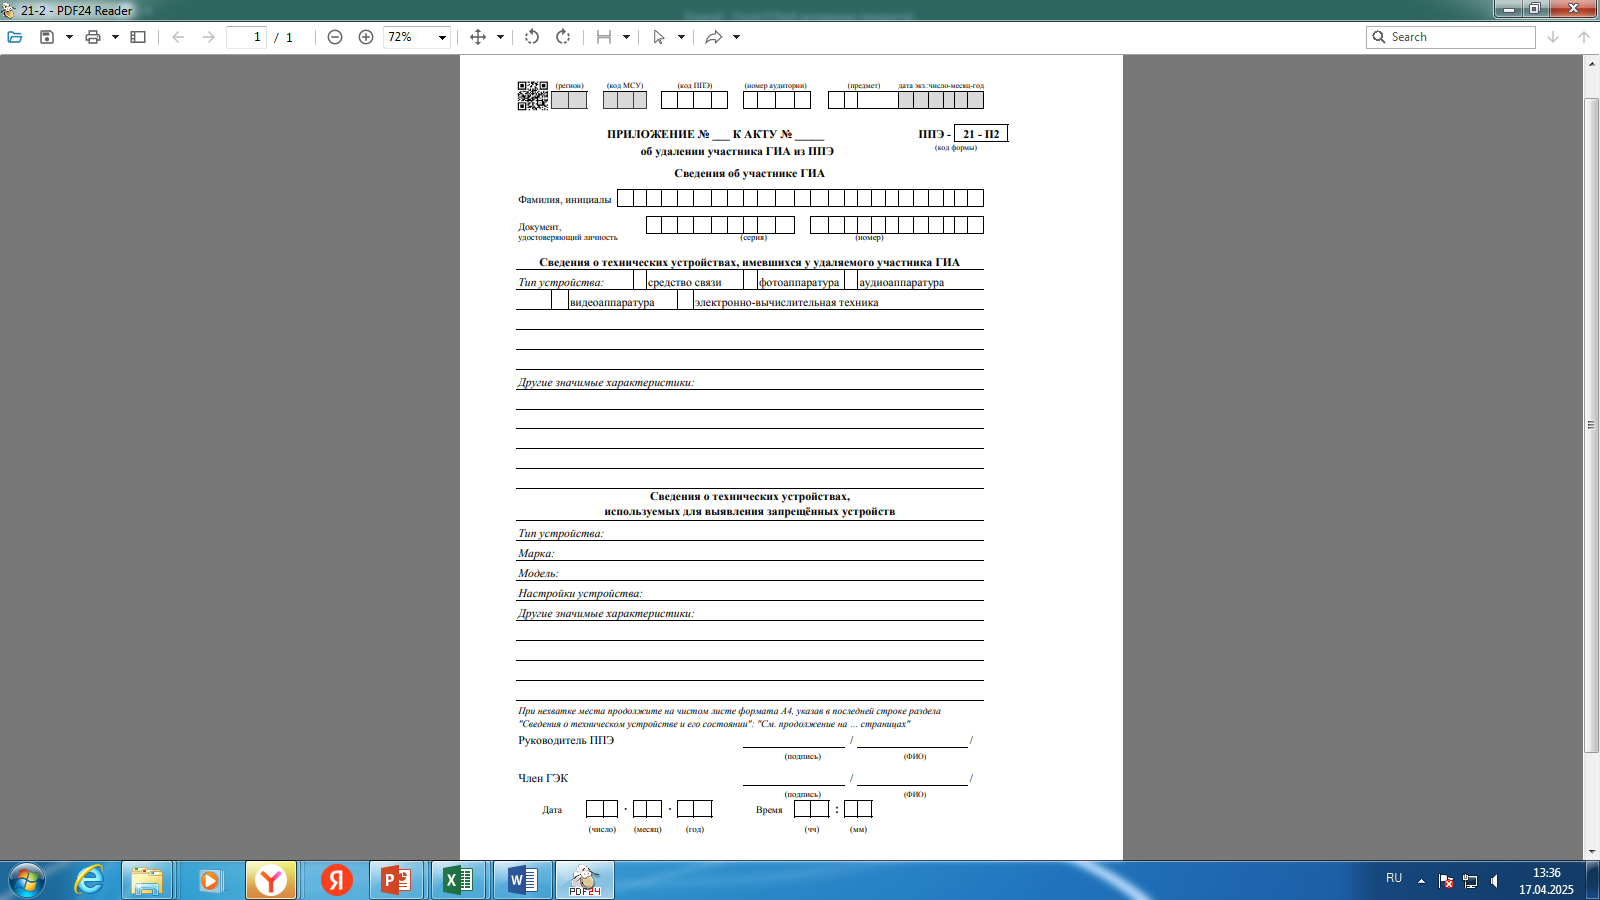 21-2 - PDF24 Reader
1 / 1
72%
Search
(регион) (код МСУ) (код ППЭ) (номер аудитории) (предмет) дата экз.:число-месяц-год
ПРИЛОЖЕНИЕ № ___ К АКТУ № _____
ППЭ - 21 - П2
об удалении участника ГИА из ППЭ
(код формы)
Сведения об участнике ГИА
Фамилия, инициалы
Документ,
удостоверяющий личность
(серия) (номер)
Сведения о технических устройствах, имевшихся у удаляемого участника ГИА
Тип устройства: средство связи фотоаппаратура аудиоаппаратура
видеоаппаратура электронно-вычислительная техника
Другие значимые характеристики:
Сведения о технических устройствах,
используемых для выявления запрещённых устройств
Тип устройства:
Марка:
Модель:
Настройки устройства:
Другие значимые характеристики:
При нехватке места продолжите на чистом листе формата А4, указав в последней строке раздела
"Сведения о техническом устройстве и его состоянии": "См. продолжение на ... страницах"
Руководитель ППЭ / /
(подпись) (ФИО)
Член ГЭК / /
(подпись) (ФИО)
Дата . . Время :
(число) (месяц) (год) (чч) (мм)
PDF24
RU
13:36
17.04.2025